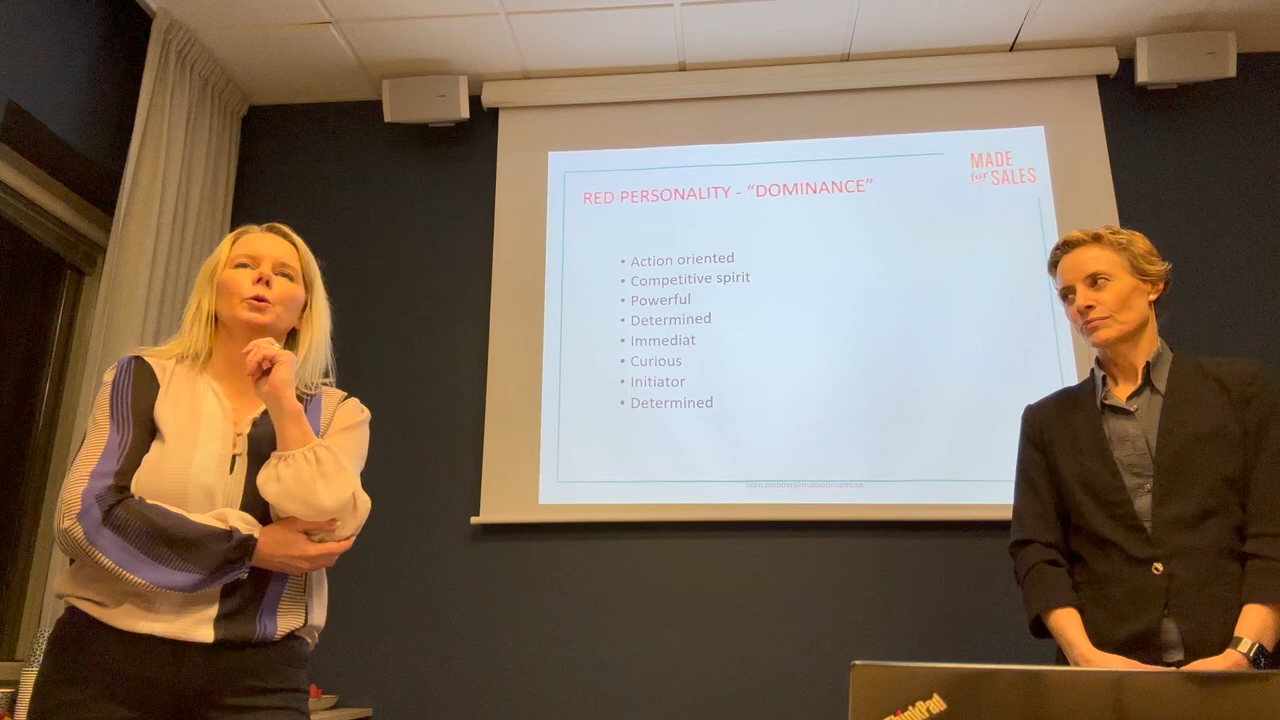 MADE
for SALES
RED PERSONALITY - “DOMINANCE”
• Action oriented
• Competitive spirit
• Powerful
• Determined
• Immediat
• Curious
• Initiator
• Determined
ThinkPad